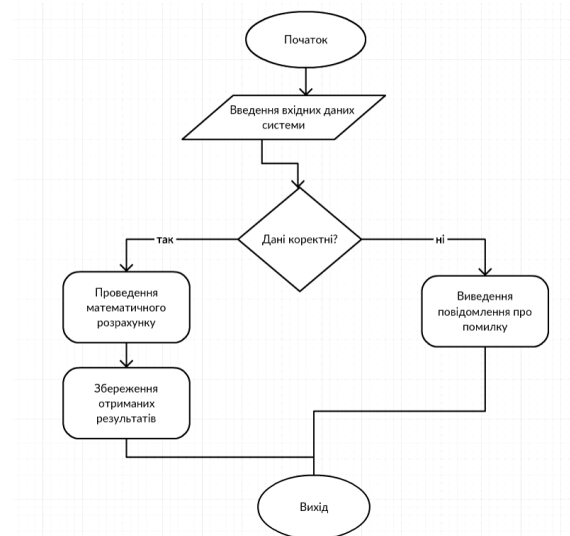 Початок
Введення вхідних даних
системи
Дані коректні?
так
ні
Проведення
математичного
розрахунку
Виведення
повідомлення про
помилку
Збереження
отриманих
результатів
Вихід